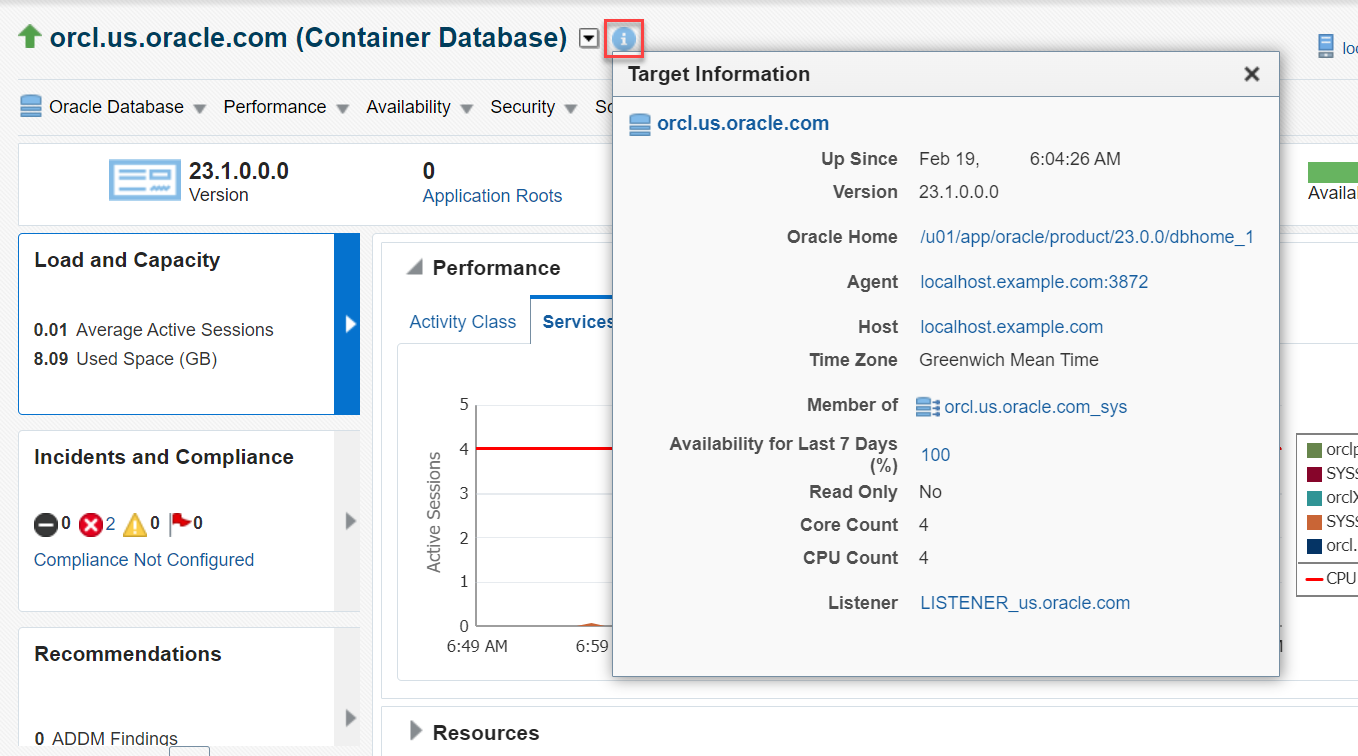 orcl.us.oracle.com (Container Database)
Target Information
Oracle Database
Performance
Availability
Security
orcl.us.oracle.com
Up Since Feb 19, 6:04:26 AM
Version 23.1.0.0.0
Oracle Home /u01/app/oracle/product/23.0.0/dbhome_1
Agent localhost.example.com:3872
Host localhost.example.com
Time Zone Greenwich Mean Time
Member of orcl.us.oracle.com_sys
Availability for Last 7 Days
(%) 100
Read Only No
Core Count 4
CPU Count 4
Listener LISTENER_us.oracle.com
23.1.0.0.0
Version
0
Application Roots
Load and Capacity
0.01 Average Active Sessions
8.09 Used Space (GB)
Incidents and Compliance
0 2 0 0
Compliance Not Configured
Recommendations
0 ADDM Findings
Performance
Activity Class
Services
Active Sessions
5
4
3
2
1
0
6:49 AM
6:59
SYS
SYS
orcl.
CPU
Resources